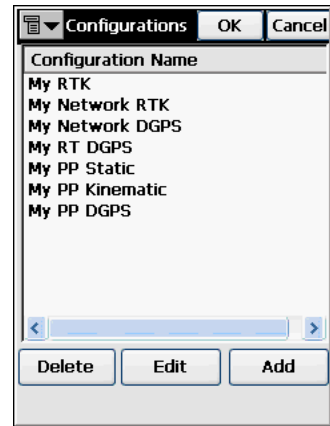 Configurations OK Cancel
Configuration Name
My RTK
My Network RTK
My Network DGPS
My RT DGPS
My PP Static
My PP Kinematic
My PP DGPS
Delete Edit Add